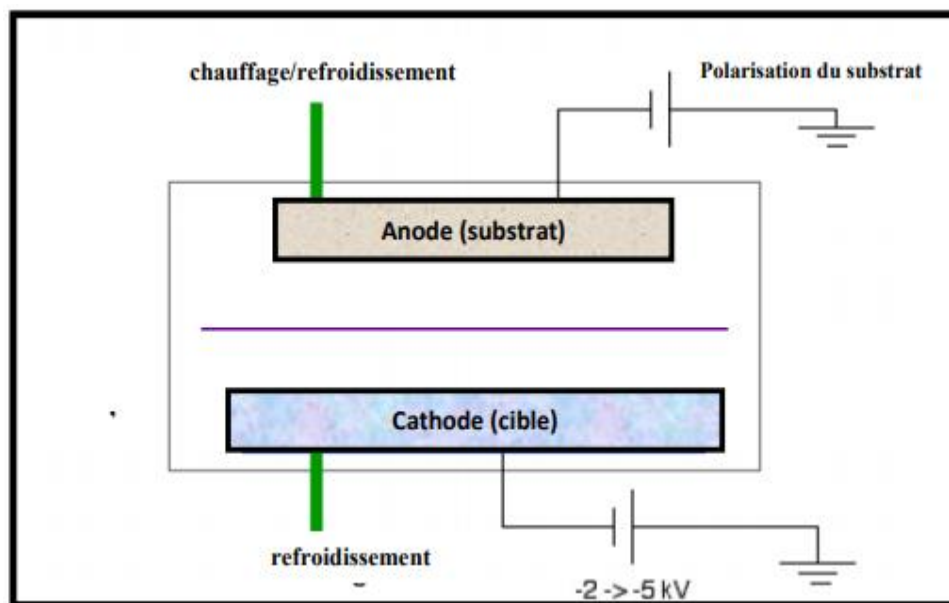 chauffage/refroidissement
Polarisation du substrat
Anode (substrat)
Cathode (cible)
refroidissement
-2 -> -5 kV